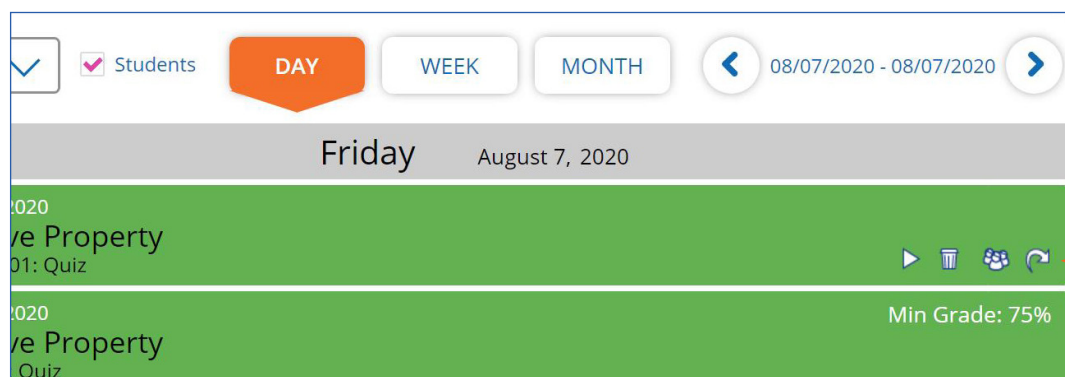 Students DAY WEEK MONTH 08/07/2020 - 08/07/2020
Friday August 7, 2020
2020
ve Property
01: Quiz
2020
Min Grade: 75%
ve Property
Quiz